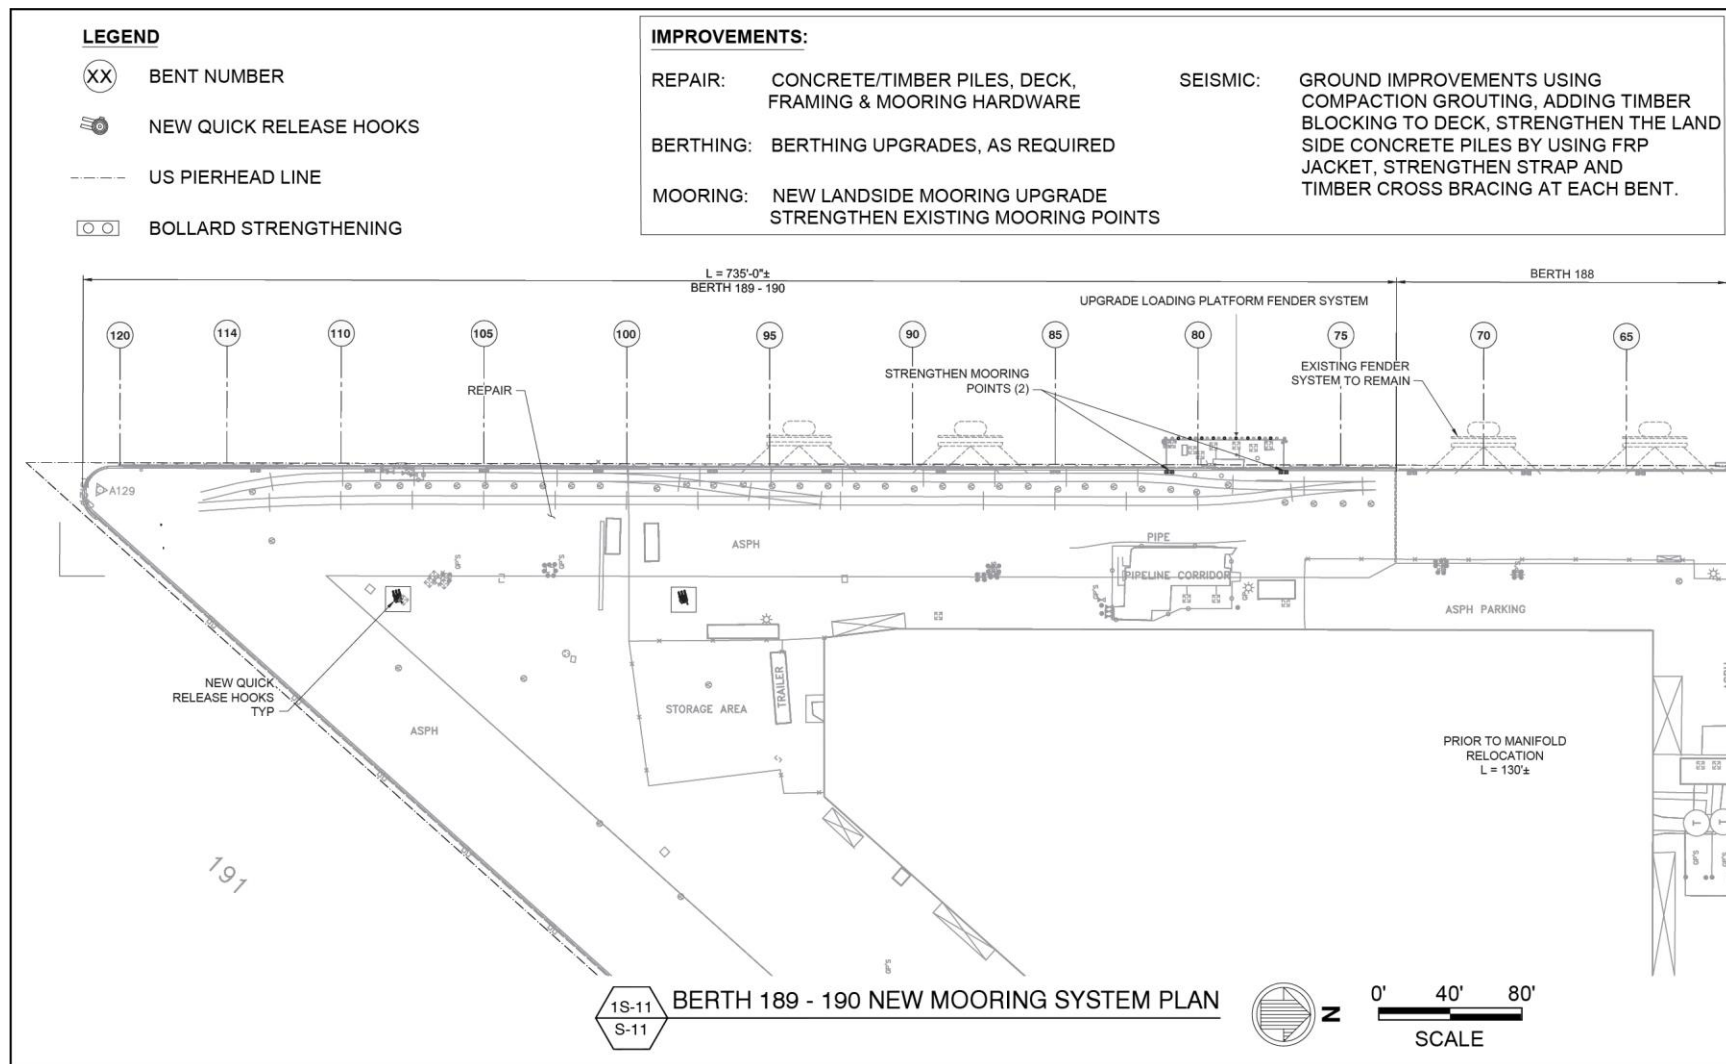 LEGEND
XX BENT NUMBER
NEW QUICK RELEASE HOOKS
US PIERHEAD LINE
BOLLARD STRENGTHENING
IMPROVEMENTS:
REPAIR: CONCRETE/TIMBER PILES, DECK,
FRAMING & MOORING HARDWARE
BERTHING: BERTHING UPGRADES, AS REQUIRED
MOORING: NEW LANDSIDE MOORING UPGRADE
STRENGTHEN EXISTING MOORING POINTS
SEISMIC: GROUND IMPROVEMENTS USING
COMPACTION GROUTING, ADDING TIMBER
BLOCKING TO DECK, STRENGTHEN THE LAND
SIDE CONCRETE PILES BY USING FRP
JACKET, STRENGTHEN STRAP AND
TIMBER CROSS BRACING AT EACH BENT.
L = 735'-0"±
BERTH 189 - 190
BERTH 188
UPGRADE LOADING PLATFORM FENDER SYSTEM
120 114 110 105 100 95 90 85 80 75 70 65
REPAIR
STRENGTHEN MOORING
POINTS (2)
EXISTING FENDER
SYSTEM TO REMAIN
A129
ASPH
PIPE
PIPELINE CORRIDOR
GP'S
GP'S
GP'S
ASPH PARKING
NEW QUICK
RELEASE HOOKS
TYP
ASPH
STORAGE AREA
TRAILER
PRIOR TO MANIFOLD
RELOCATION
L = 130'±
T T
GP'S
GP'S
191
1S-11
S-11
BERTH 189 - 190 NEW MOORING SYSTEM PLAN
N
0' 40' 80'
SCALE